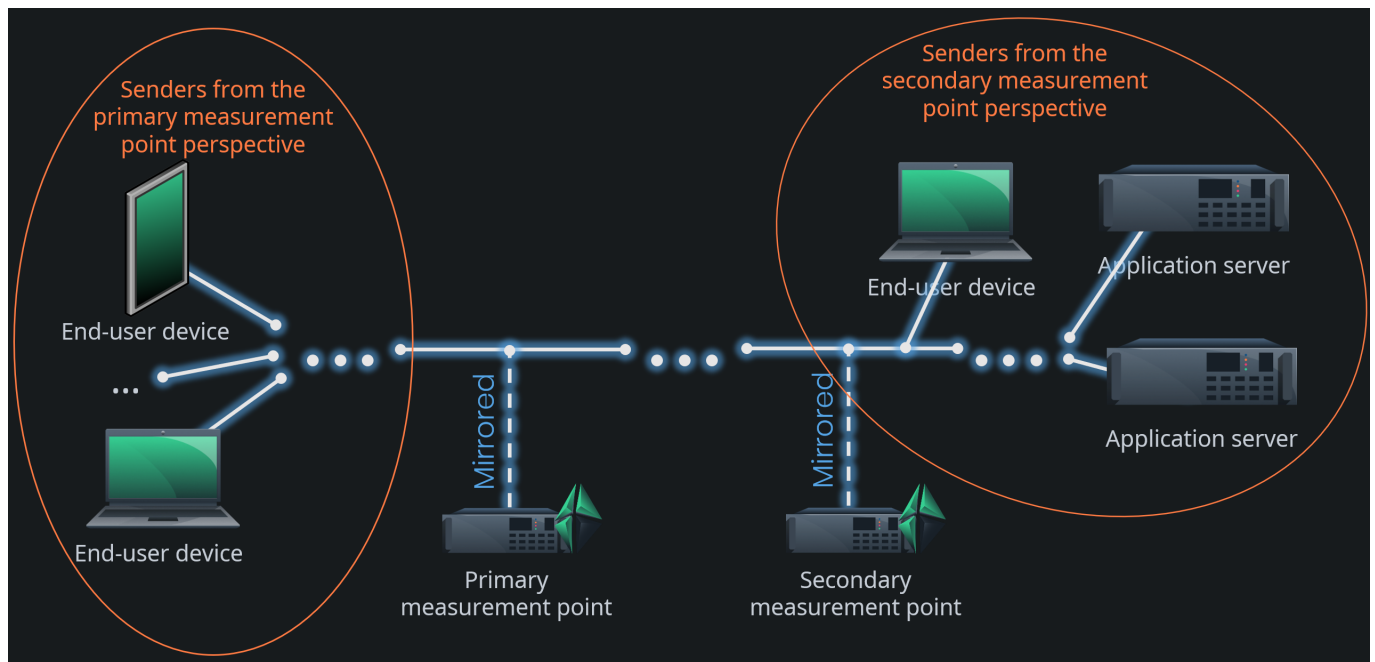 Senders from the
primary measurement
point perspective
End-user device
...
End-user device
Mirrored
Primary
measurement point
Mirrored
Secondary
measurement point
Senders from the
secondary measurement
point perspective
End-user device
Application server
Application server